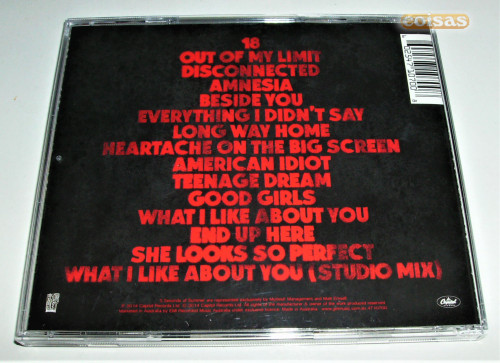 coisas
18
OUT OF MY LIMIT
DISCONNECTED
AMNESIA
BESIDE YOU
EVERYTHING I DIDN'T SAY
LONG WAY HOME
HEARTACHE ON THE BIG SCREEN
AMERICAN IDIOT
TEENAGE DREAM
GOOD GIRLS
WHAT I LIKE ABOUT YOU
END UP HERE
SHE LOOKS SO PERFECT
WHAT I LIKE ABOUT YOU (STUDIO MIX)
Capitol